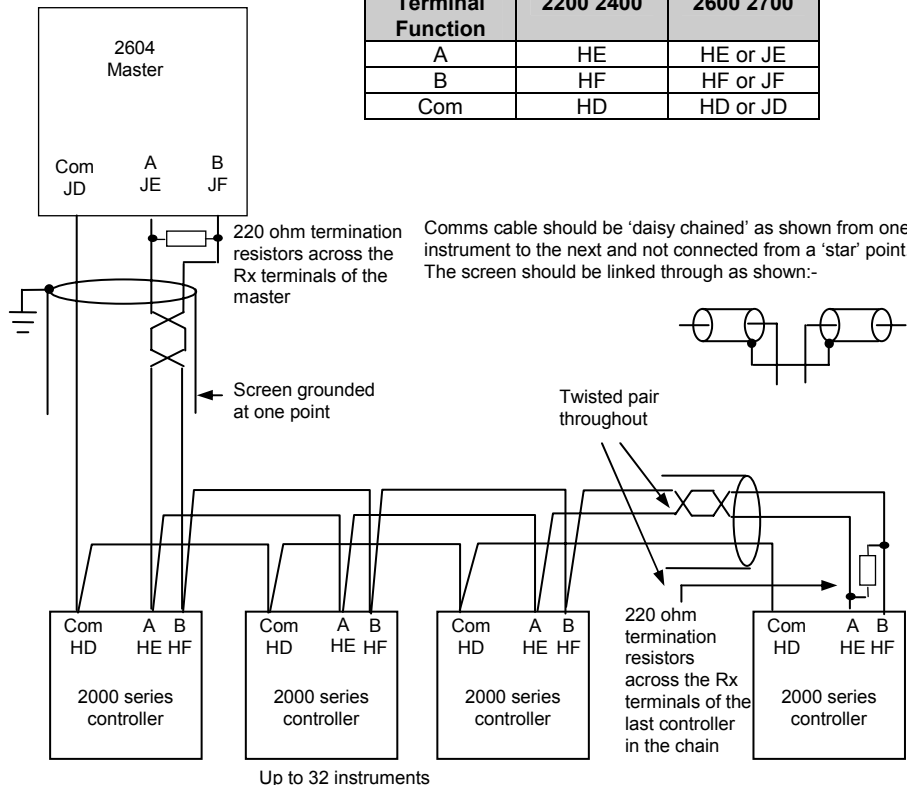 Terminal 2200 2400 2600 2700
Function
A HE HE or JE
B HF HF or JF
Com HD HD or JD
2604
Master
Com A B
JD JE JF
220 ohm termination
resistors across the
Rx terminals of the
master
Comms cable should be ‘daisy chained’ as shown from one
instrument to the next and not connected from a ‘star’ point
The screen should be linked through as shown:-
Screen grounded
at one point
Twisted pair
throughout
Com A B
HD HE HF
2000 series
controller
Com A B
HD HE HF
2000 series
controller
Com A B
HD HE HF
2000 series
controller
220 ohm
termination
resistors
across the Rx
terminals of the
last controller
in the chain
Com A B
HD HE HF
2000 series
controller
Up to 32 instruments